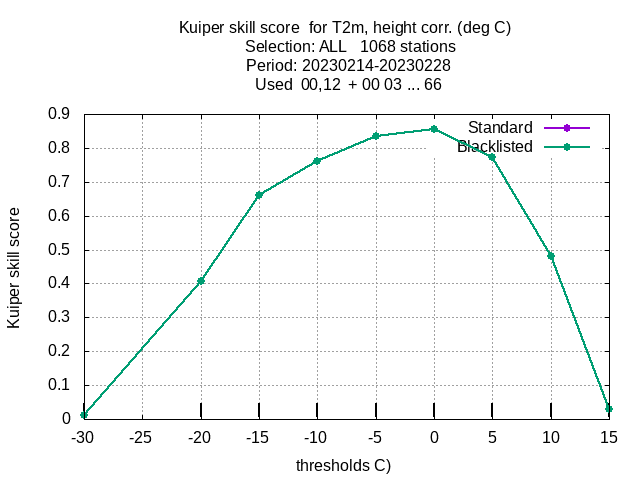 Kuiper skill score for T2m, height corr. (deg C)
Selection: ALL 1068 stations
Period: 20230214-20230228
Used 00,12 + 00 03 ... 66
Standard
Blacklisted
Kuiper skill score
0.9
0.8
0.7
0.6
0.5
0.4
0.3
0.2
0.1
0
-30 -25 -20 -15 -10 -5 0 5 10 15
thresholds C)